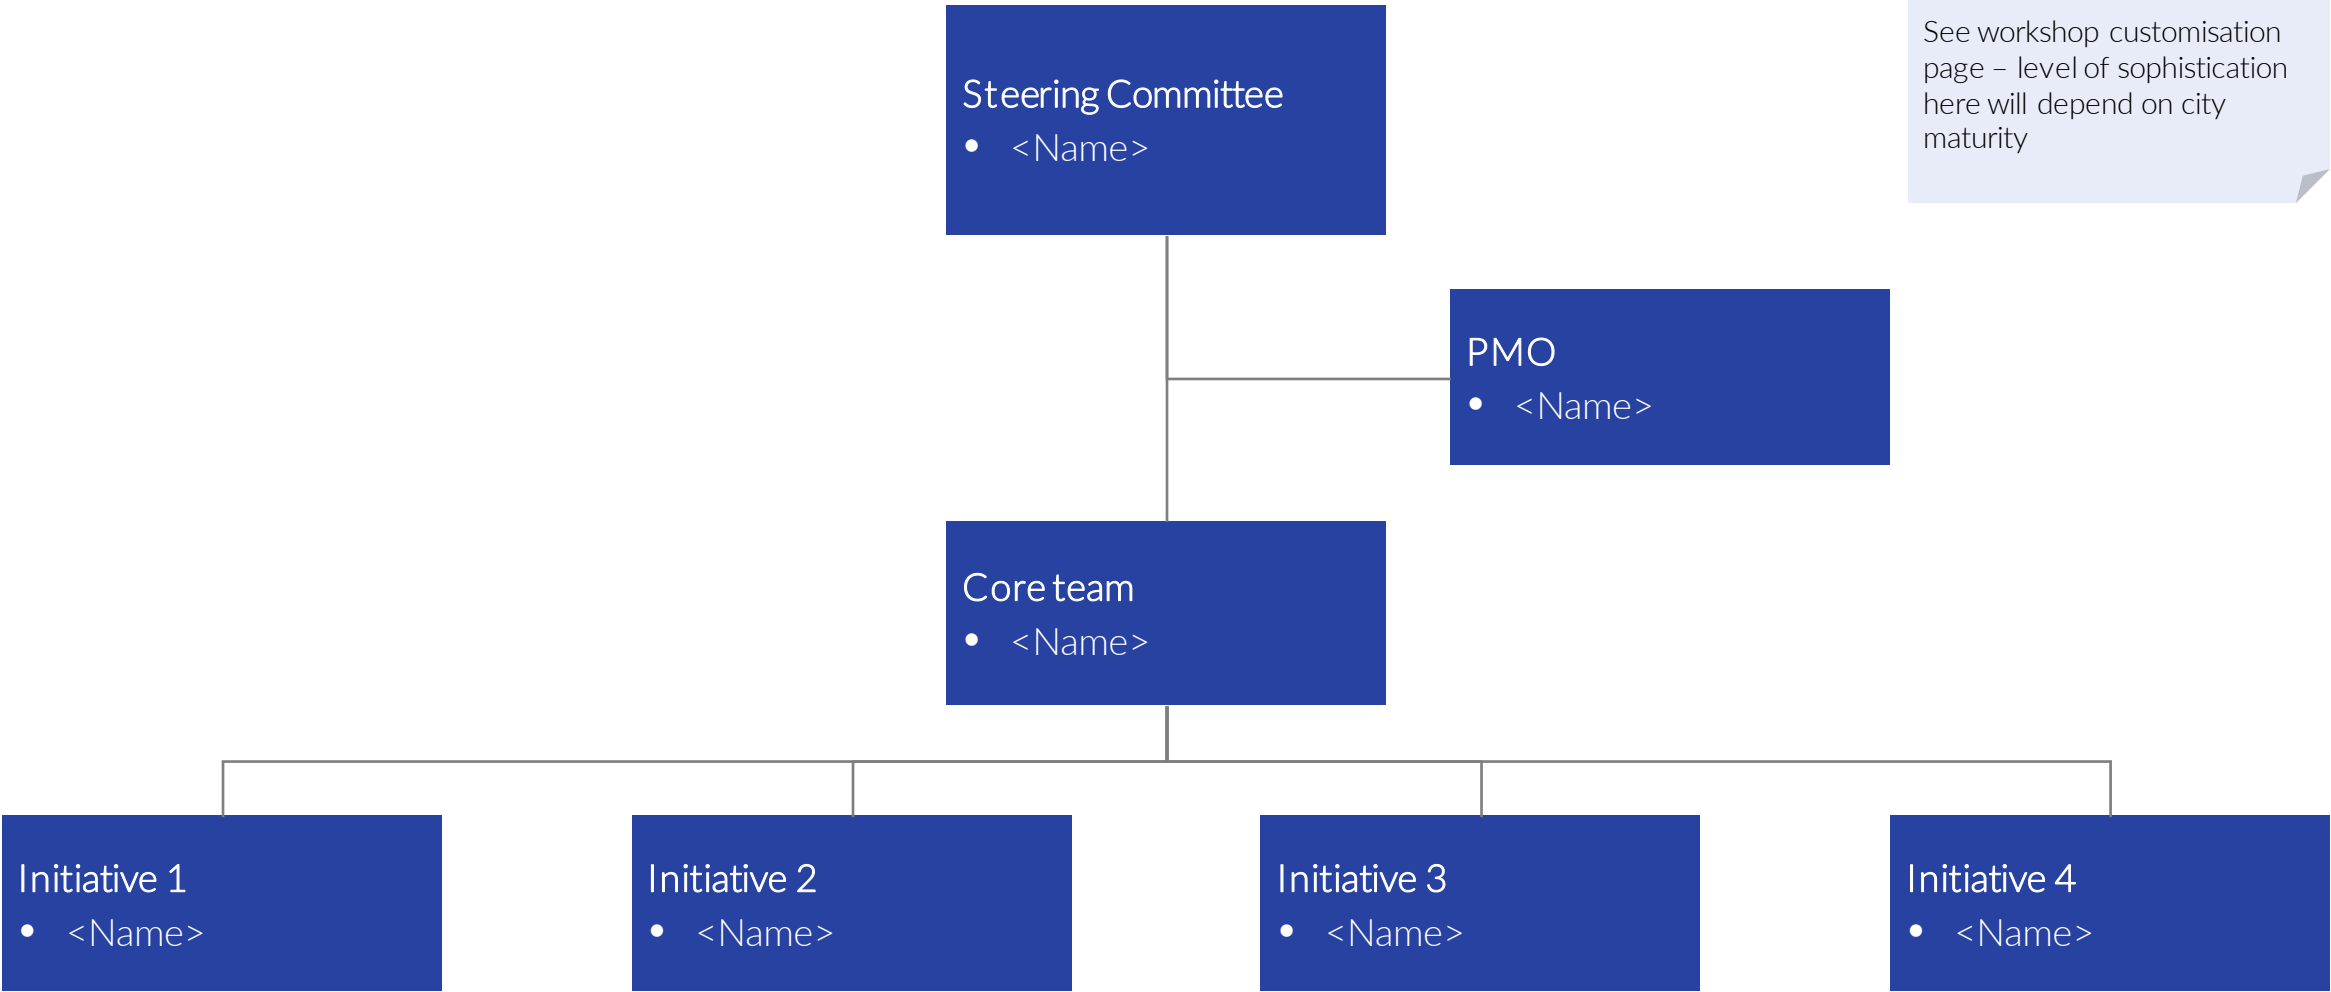 Steering Committee
• <Name>
See workshop customisation
page – level of sophistication
here will depend on city
maturity
PMO
• <Name>
Core team
• <Name>
Initiative 1
• <Name>
Initiative 2
• <Name>
Initiative 3
• <Name>
Initiative 4
• <Name>